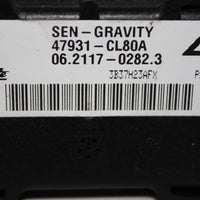 SEN-GRAVITY
47931-CL80A
06.2117-0282.3
3B37H23AFX
P